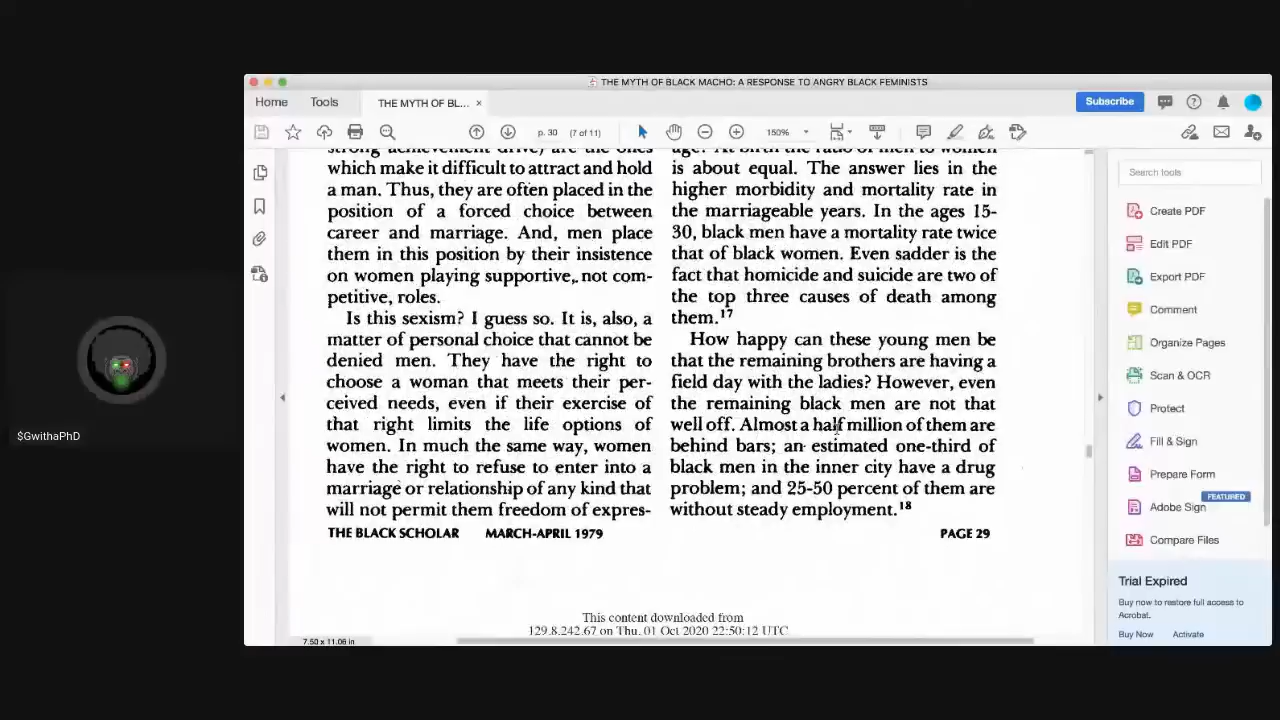 THE MYTH OF BLACK MACHO: A RESPONSE TO ANGRY BLACK FEMINISTS
Home Tools THE MYTH OF BL... × Subscribe
p. 30 (7 of 11) 150%
strong achievement drive) are the ones
which make it difficult to attract and hold
a man. Thus, they are often placed in the
position of a forced choice between
career and marriage. And, men place
them in this position by their insistence
on women playing supportive, not com-
petitive, roles.
Is this sexism? I guess so. It is, also, a
matter of personal choice that cannot be
denied men. They have the right to
choose a woman that meets their per-
ceived needs, even if their exercise of
that right limits the life options of
women. In much the same way, women
have the right to refuse to enter into a
marriage or relationship of any kind that
will not permit them freedom of expres-
age? At birth the ratio of men to women
is about equal. The answer lies in the
higher morbidity and mortality rate in
the marriageable years. In the ages 15-
30, black men have a mortality rate twice
that of black women. Even sadder is the
fact that homicide and suicide are two of
the top three causes of death among
them.17
How happy can these young men be
that the remaining brothers are having a
field day with the ladies? However, even
the remaining black men are not that
well off. Almost a half million of them are
behind bars; an estimated one-third of
black men in the inner city have a drug
problem; and 25-50 percent of them are
without steady employment.18
THE BLACK SCHOLAR MARCH-APRIL 1979 PAGE 29
This content downloaded from
129.8.242.67 on Thu, 01 Oct 2020 22:50:12 UTC
7.50 x 11.06 in
Search tools
Create PDF
Edit PDF
Export PDF
Comment
Organize Pages
Scan & OCR
Protect
Fill & Sign
Prepare Form
FEATURED
Adobe Sign
Compare Files
Trial Expired
Buy now to restore full access to
Acrobat.
Buy Now Activate
$GwithaPhD